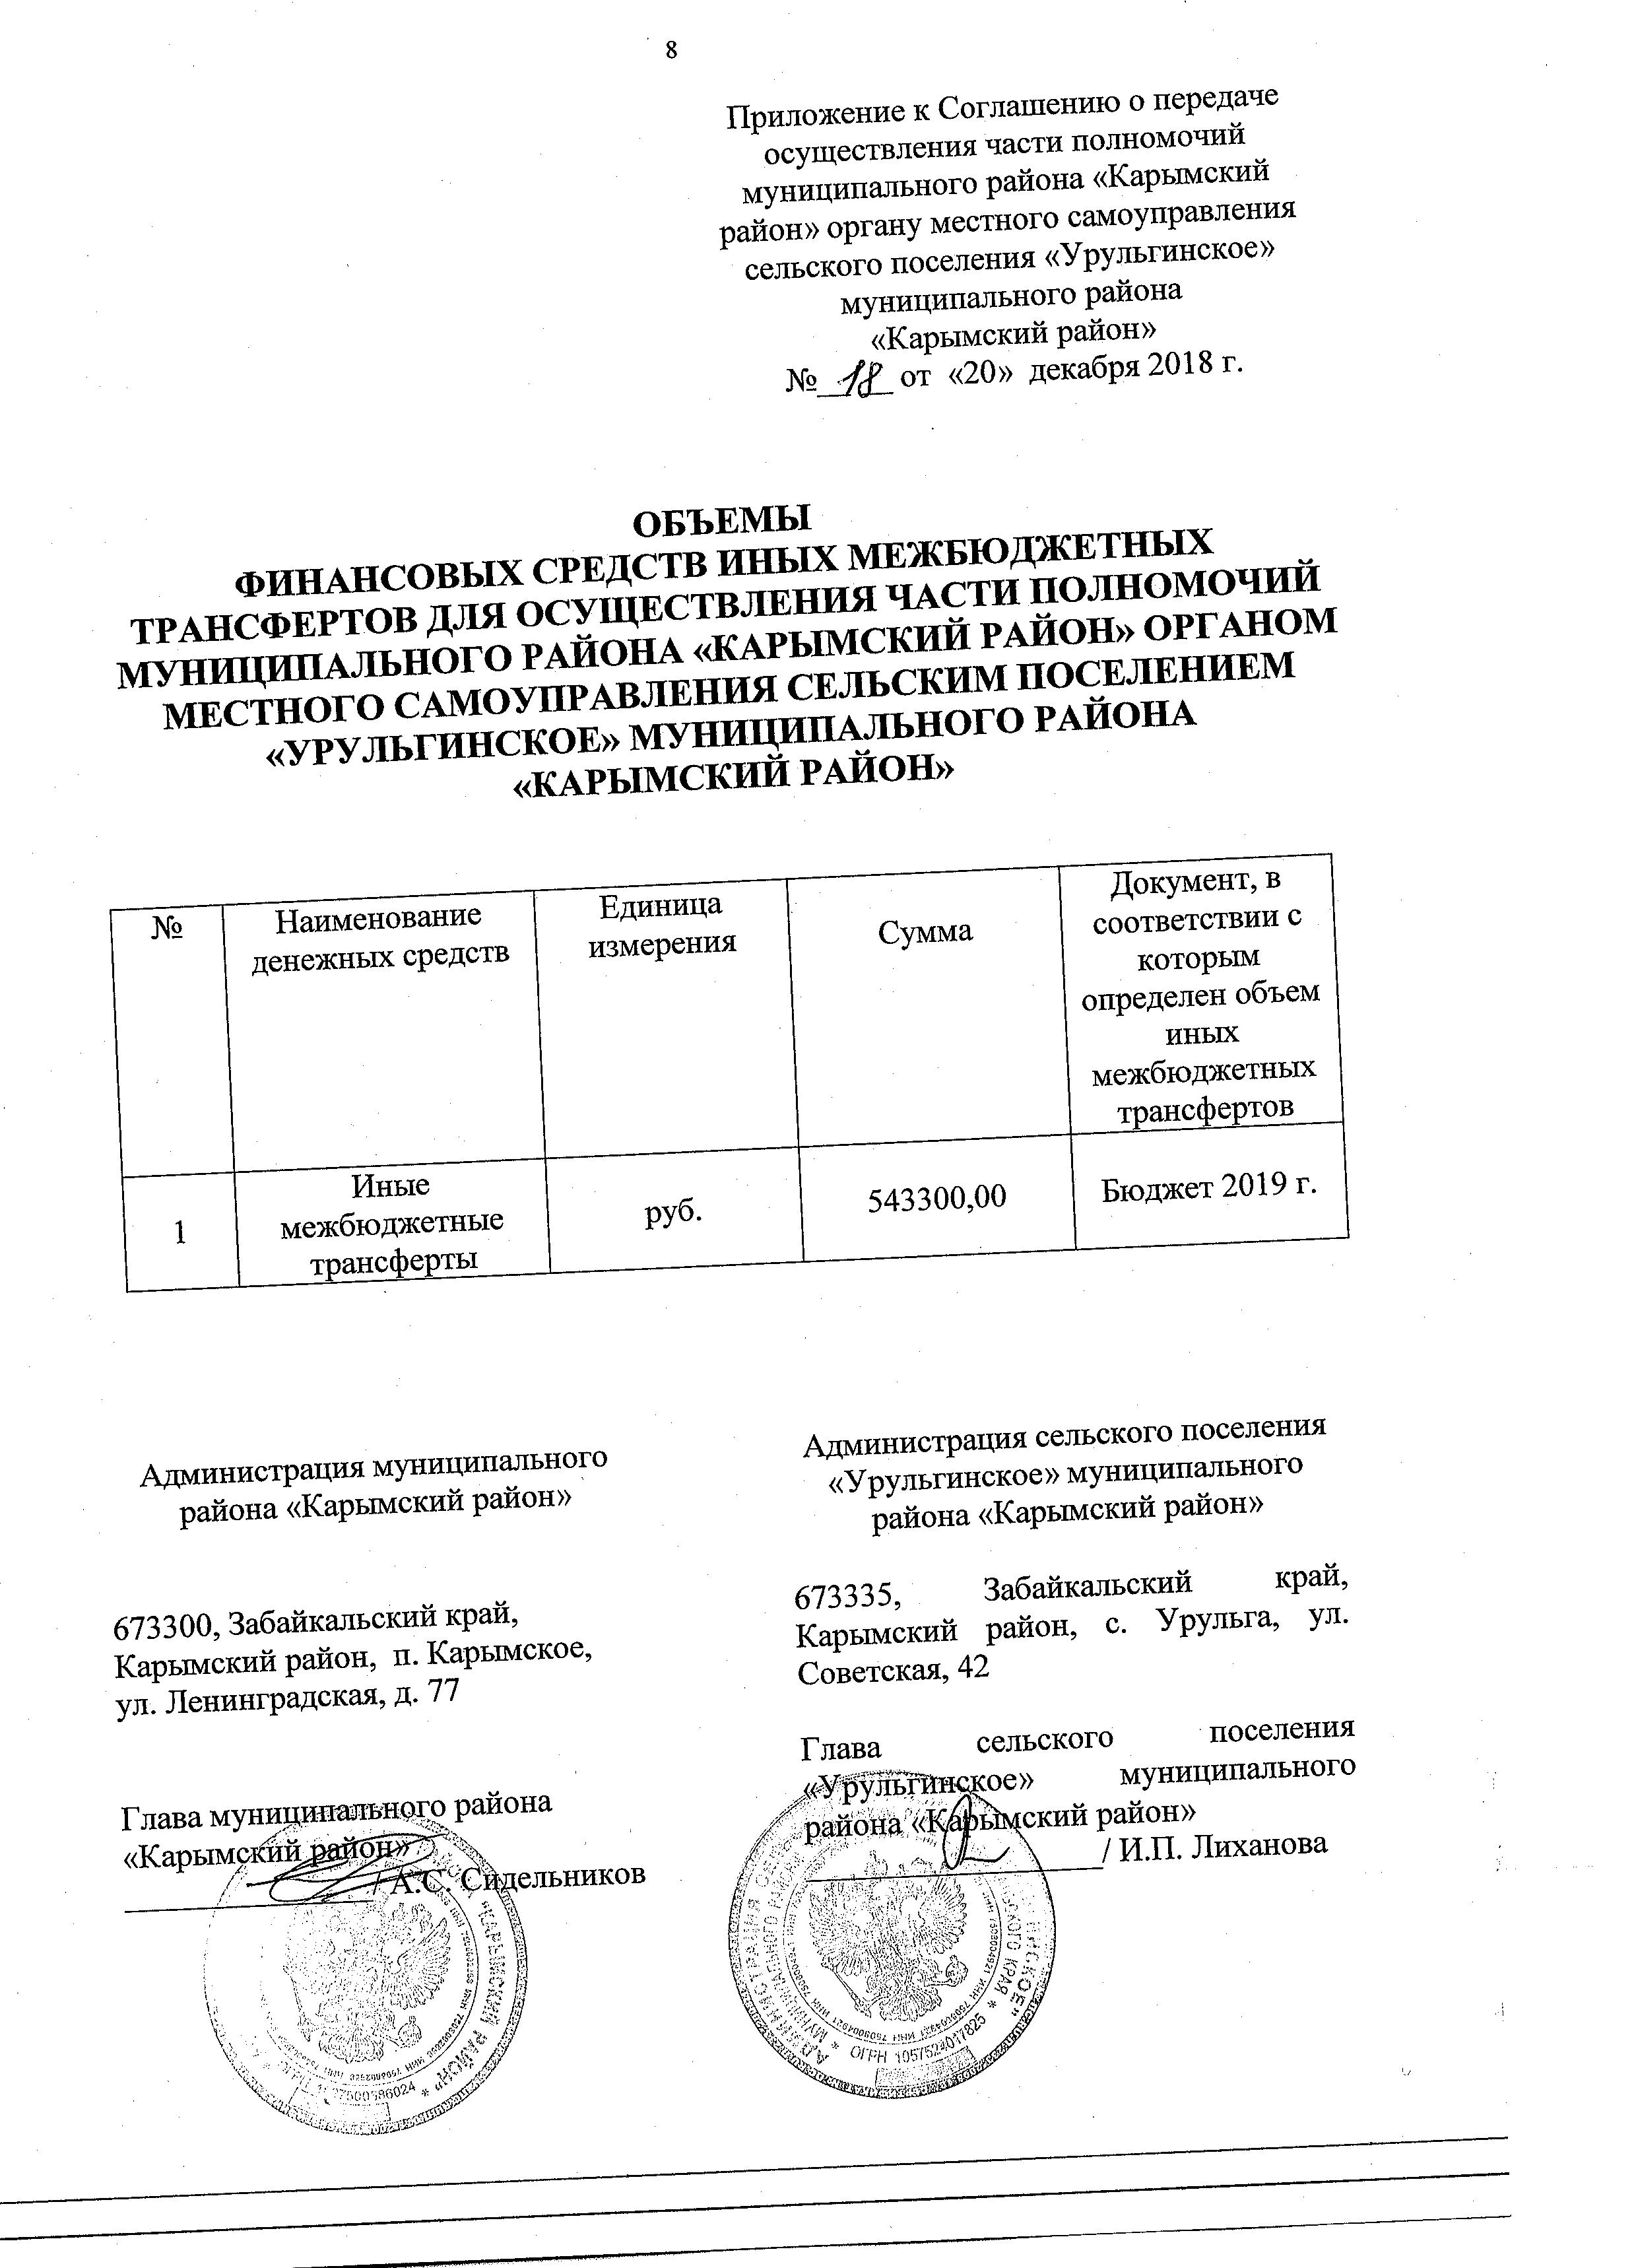 8
Приложение к Соглашению о передаче
осуществления части полномочий
муниципального района «Карымский
район» органу местного самоуправления
сельского поселения «Урульгинское»
муниципального района
«Карымский район»
№ 18 от «20» декабря 2018 г.
ОБЪЕМЫ
ФИНАНСОВЫХ СРЕДСТВ ИНЫХ МЕЖБЮДЖЕТНЫХ
ТРАНСФЕРТОВ ДЛЯ ОСУЩЕСТВЛЕНИЯ ЧАСТИ ПОЛНОМОЧИЙ
МУНИЦИПАЛЬНОГО РАЙОНА «КАРЫМСКИЙ РАЙОН» ОРГАНОМ
МЕСТНОГО САМОУПРАВЛЕНИЯ СЕЛЬСКИМ ПОСЕЛЕНИЕМ
«УРУЛЬГИНСКОЕ» МУНИЦИПАЛЬНОГО РАЙОНА
«КАРЫМСКИЙ РАЙОН»
№
Наименование
денежных средств
Единица
измерения
Сумма
Документ, в
соответствии с
которым
определен объем
иных
межбюджетных
трансфертов
1
Иные
межбюджетные
трансферты
руб.
543300,00
Бюджет 2019 г.
Администрация муниципального
района «Карымский район»
673300, Забайкальский край,
Карымский район, п. Карымское,
ул. Ленинградская, д. 77
Глава муниципального района
«Карымский район»
/ А.С. Сидельников
"КАРЫМСКИЙ РАЙОН" *
Администрация сельского поселения
«Урульгинское» муниципального
района «Карымский район»
673335, Забайкальский край,
Карымский район, с. Урульга, ул.
Советская, 42
Глава сельского поселения
«Урульгинское» муниципального
района «Карымский район»
/ И.П. Лиханова
АДМИНИСТРАЦИЯ
* ОГРН 1057524017825 *